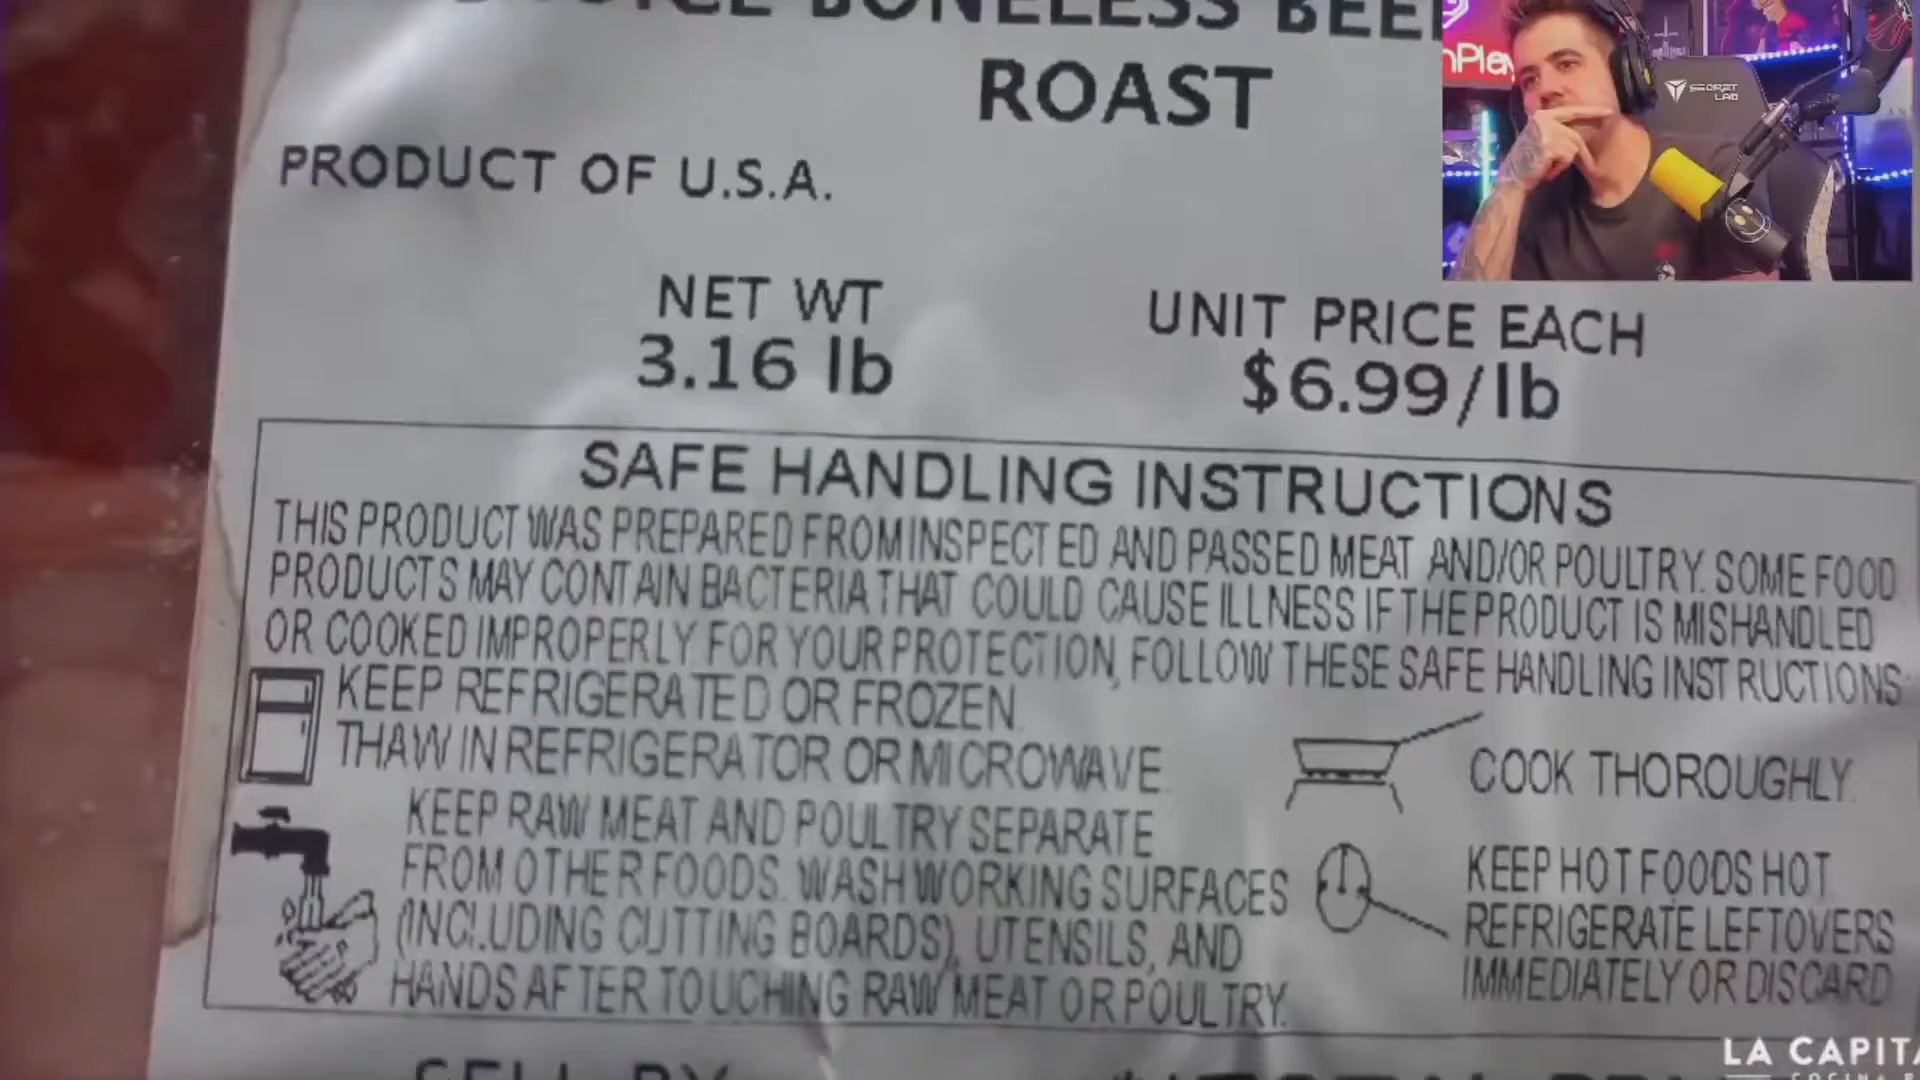 BONELESS
ROAST
PRODUCT OF U.S.A.
NET WT
3.16 lb
UNIT PRICE EACH
$6.99/lb
SAFE HANDLING INSTRUCTIONS
THIS PRODUCT WAS PREPARED FROM INSPECTED AND PASSED MEAT AND/OR POULTRY. SOME FOOD
PRODUCTS MAY CONTAIN BACTERIA THAT COULD CAUSE ILLNESS IF THE PRODUCT IS MISHANDLED
OR COOKED IMPROPERLY FOR YOUR PROTECTION, FOLLOW THESE SAFE HANDLING INSTRUCTIONS
KEEP REFRIGERATED OR FROZEN.
THAW IN REFRIGERATOR OR MICROWAVE.
KEEP RAW MEAT AND POULTRY SEPARATE
FROM OTHER FOODS. WASH WORKING SURFACES
(INCLUDING CUTTING BOARDS), UTENSILS, AND
HANDS AFTER TOUCHING RAW MEAT OR POULTRY.
COOK THOROUGHLY.
KEEP HOT FOODS HOT
REFRIGERATE LEFTOVERS
IMMEDIATELY OR DISCARD
SELL BY
SECRET
LAB
LA